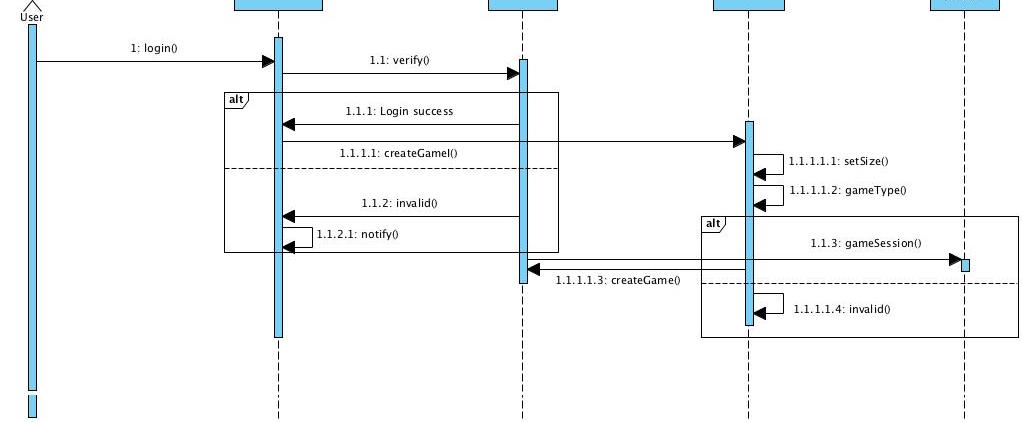 User
1: login()
1.1: verify()
alt
1.1.1: Login success
1.1.1.1: createGamel()
1.1.1.1.1: setSize()
1.1.1.1.2: gameType()
1.1.2: invalid()
alt
1.1.2.1: notify()
1.1.3: gameSession()
1.1.1.1.3: createGame()
1.1.1.1.4: invalid()